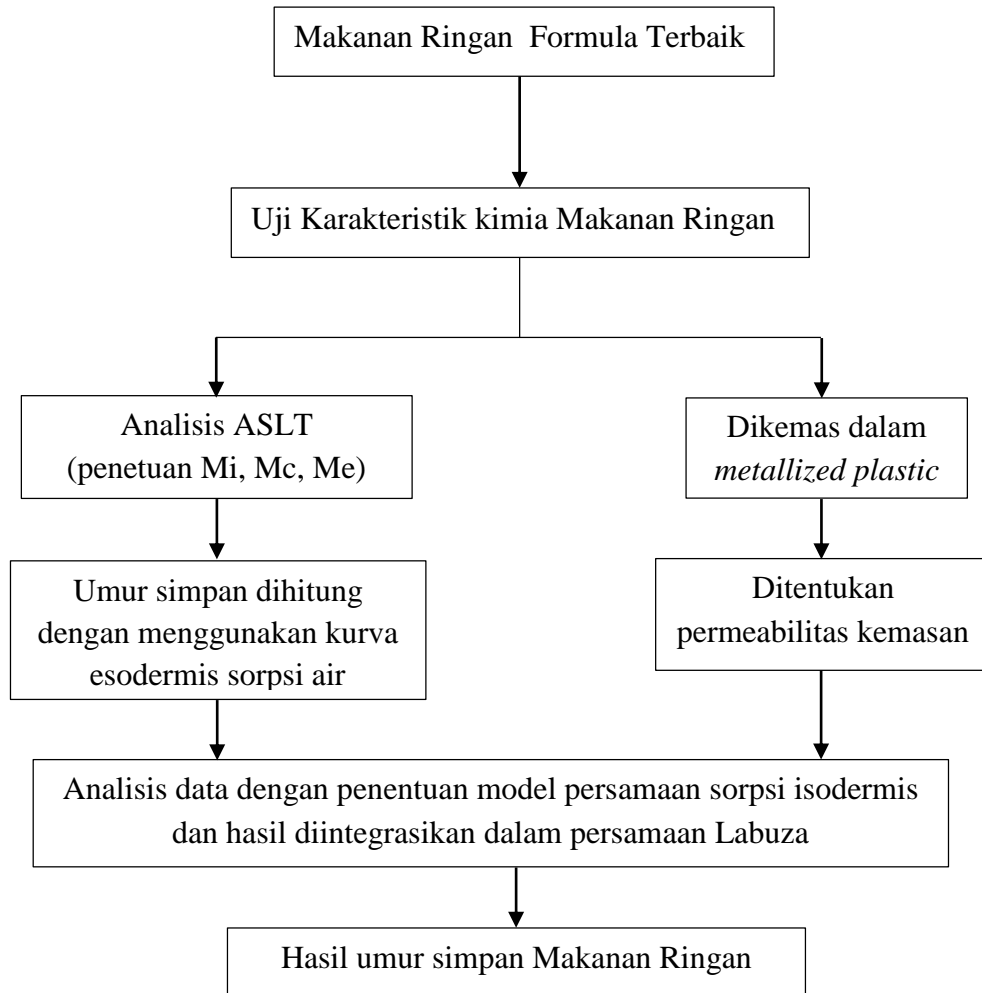 Makanan Ringan Formula Terbaik
Uji Karakteristik kimia Makanan Ringan
Analisis ASLT
(penetuan Mi, Mc, Me)
Dikemas dalam
metallized plastic
Umur simpan dihitung
dengan menggunakan kurva
esodermis sorpsi air
Ditentukan
permeabilitas kemasan
Analisis data dengan penentuan model persamaan sorpsi isodermis
dan hasil diintegrasikan dalam persamaan Labuza
Hasil umur simpan Makanan Ringan